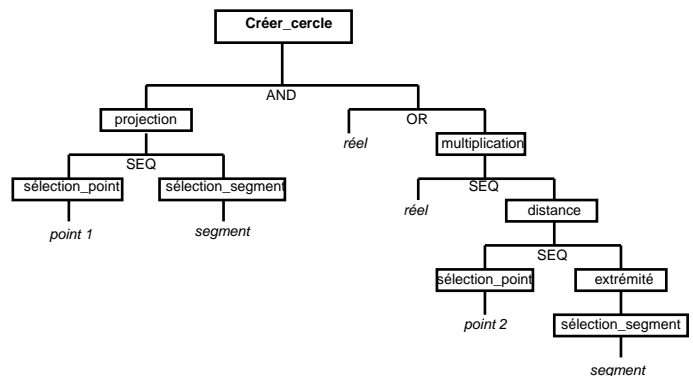 Créer_cercle
AND
projection
réel
OR
multiplication
SEQ
sélection_point
sélection_segment
point 1
segment
SEQ
réel
distance
SEQ
sélection_point
extrémité
point 2
sélection_segment
segment